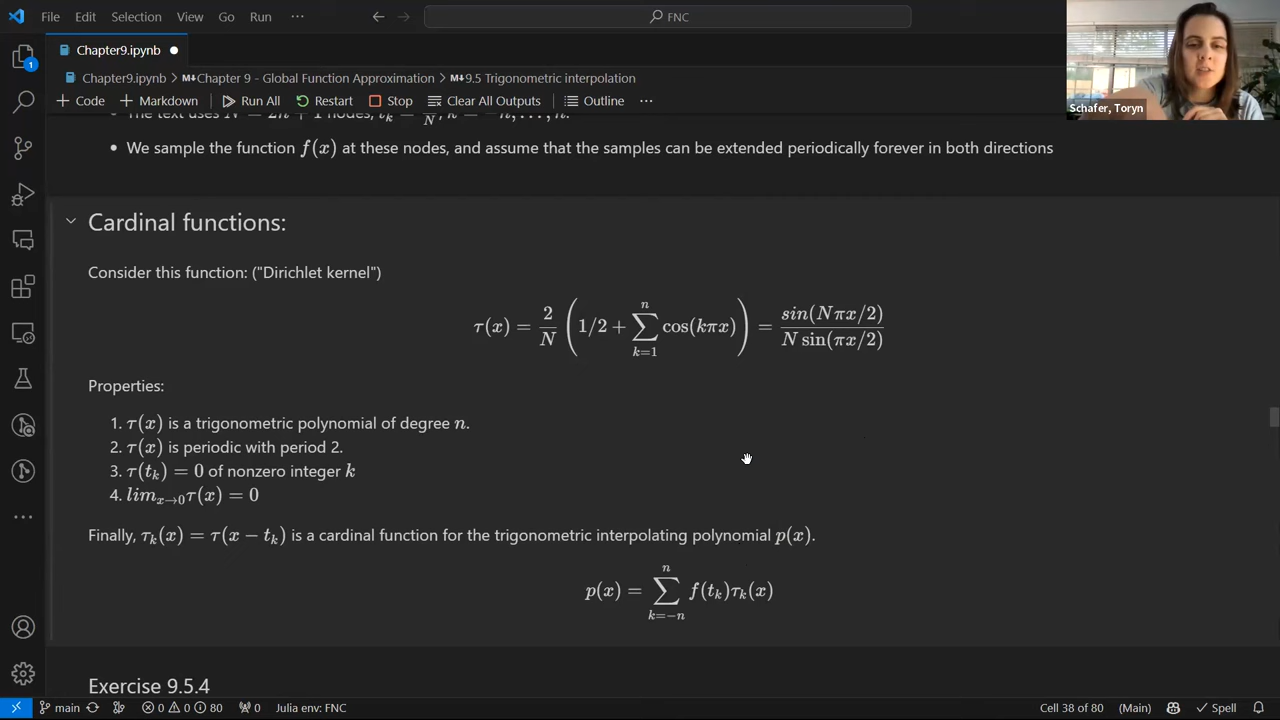 File Edit Selection View Go Run ··· FNC
Chapter9.ipynb
Chapter9.ipynb > M↓Chapter 9 - Global Function Approximation > M↓9.5 Trigonometric interpolation
+ Code + Markdown Run All Restart Stop Clear All Outputs Outline ···
Schafer, Toryn
• We sample the function f(x) at these nodes, and assume that the samples can be extended periodically forever in both directions
Cardinal functions:
Consider this function: ("Dirichlet kernel")
τ(x) = 2/N (1/2 + ∑_{k=1}^{n} cos(kπx)) = sin(Nπx/2) / N sin(πx/2)
Properties:
1. τ(x) is a trigonometric polynomial of degree n.
2. τ(x) is periodic with period 2.
3. τ(t_k) = 0 of nonzero integer k
4. lim_{x→0}τ(x) = 0
Finally, τ_k(x) = τ(x − t_k) is a cardinal function for the trigonometric interpolating polynomial p(x).
p(x) = ∑_{k=−n}^{n} f(t_k)τ_k(x)
Exercise 9.5.4
1
main 0 0 80 0 Julia env: FNC Cell 38 of 80 (Main) Spell